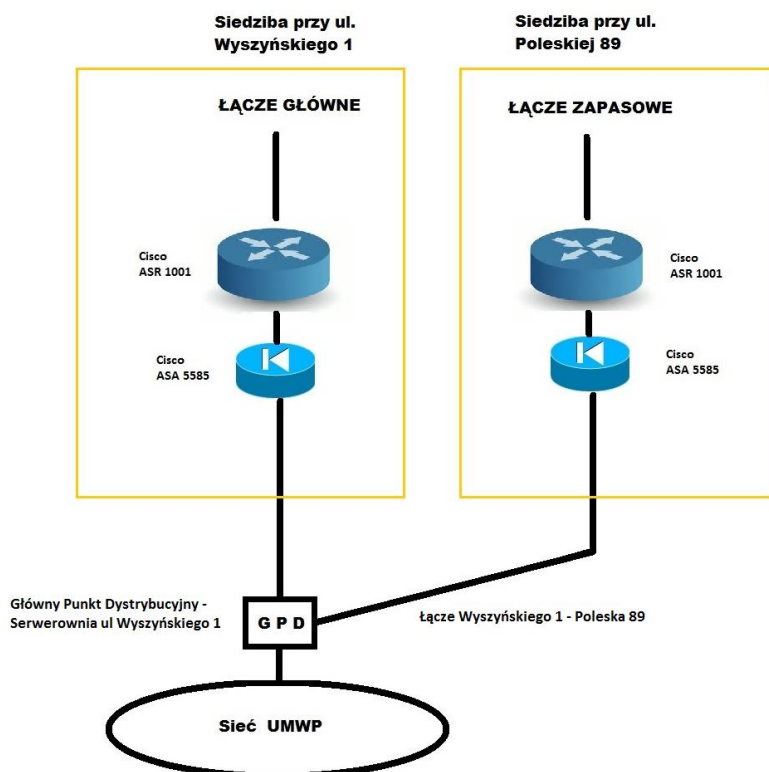 Siedziba przy ul.
Wyszyńskiego 1
Siedziba przy ul.
Poleskiej 89
ŁĄCZE GŁÓWNE
ŁĄCZE ZAPASOWE
Cisco
ASR 1001
Cisco
ASR 1001
Cisco
ASA 5585
Cisco
ASA 5585
Główny Punkt Dystrybucyjny -
Serwerownia ul Wyszyńskiego 1
G P D
Łącze Wyszyńskiego 1 - Poleska 89
Sieć UMWP